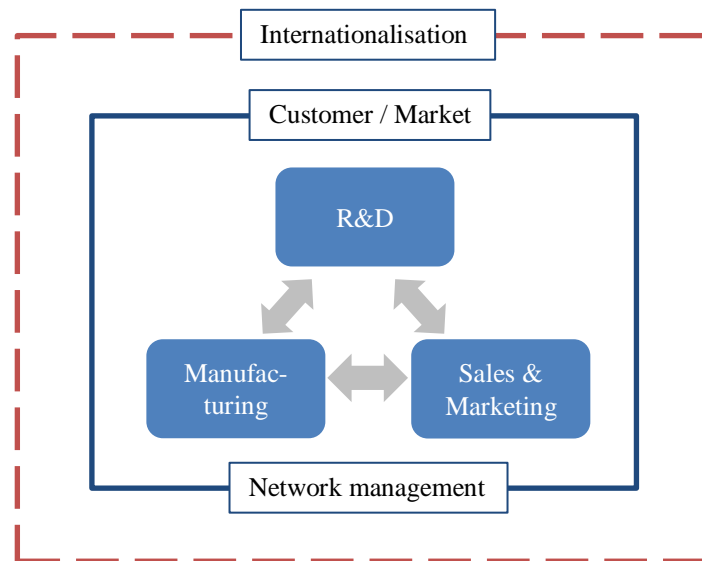 Internationalisation
Customer / Market
R&D
Manufac-
turing
Sales &
Marketing
Network management